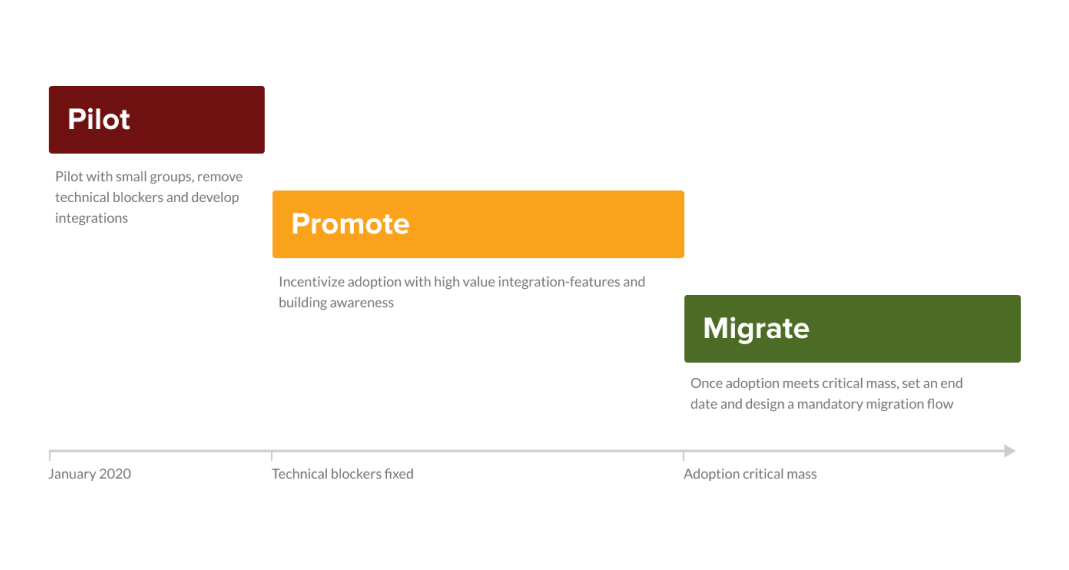 Pilot
Pilot with small groups, remove
technical blockers and develop
integrations
Promote
Incentivize adoption with high value integration-features and
building awareness
Migrate
Once adoption meets critical mass, set an end
date and design a mandatory migration flow
January 2020
Technical blockers fixed
Adoption critical mass